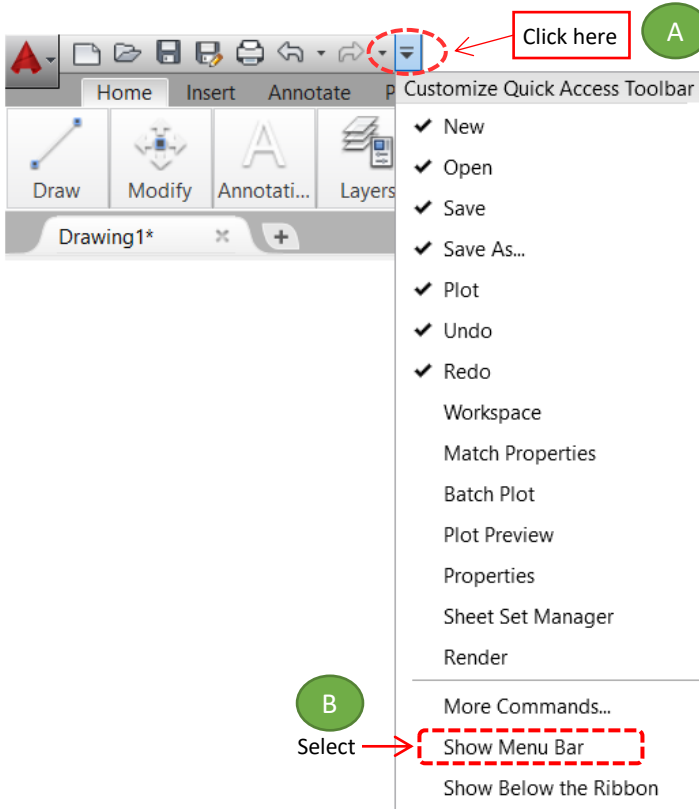 Click here
A
Home Insert Annotate P
Customize Quick Access Toolbar
Draw Modify Annotati... Layers
Drawing1*
New
Open
Save
Save As...
Plot
Undo
Redo
Workspace
Match Properties
Batch Plot
Plot Preview
Properties
Sheet Set Manager
Render
More Commands...
B
Select
Show Menu Bar
Show Below the Ribbon